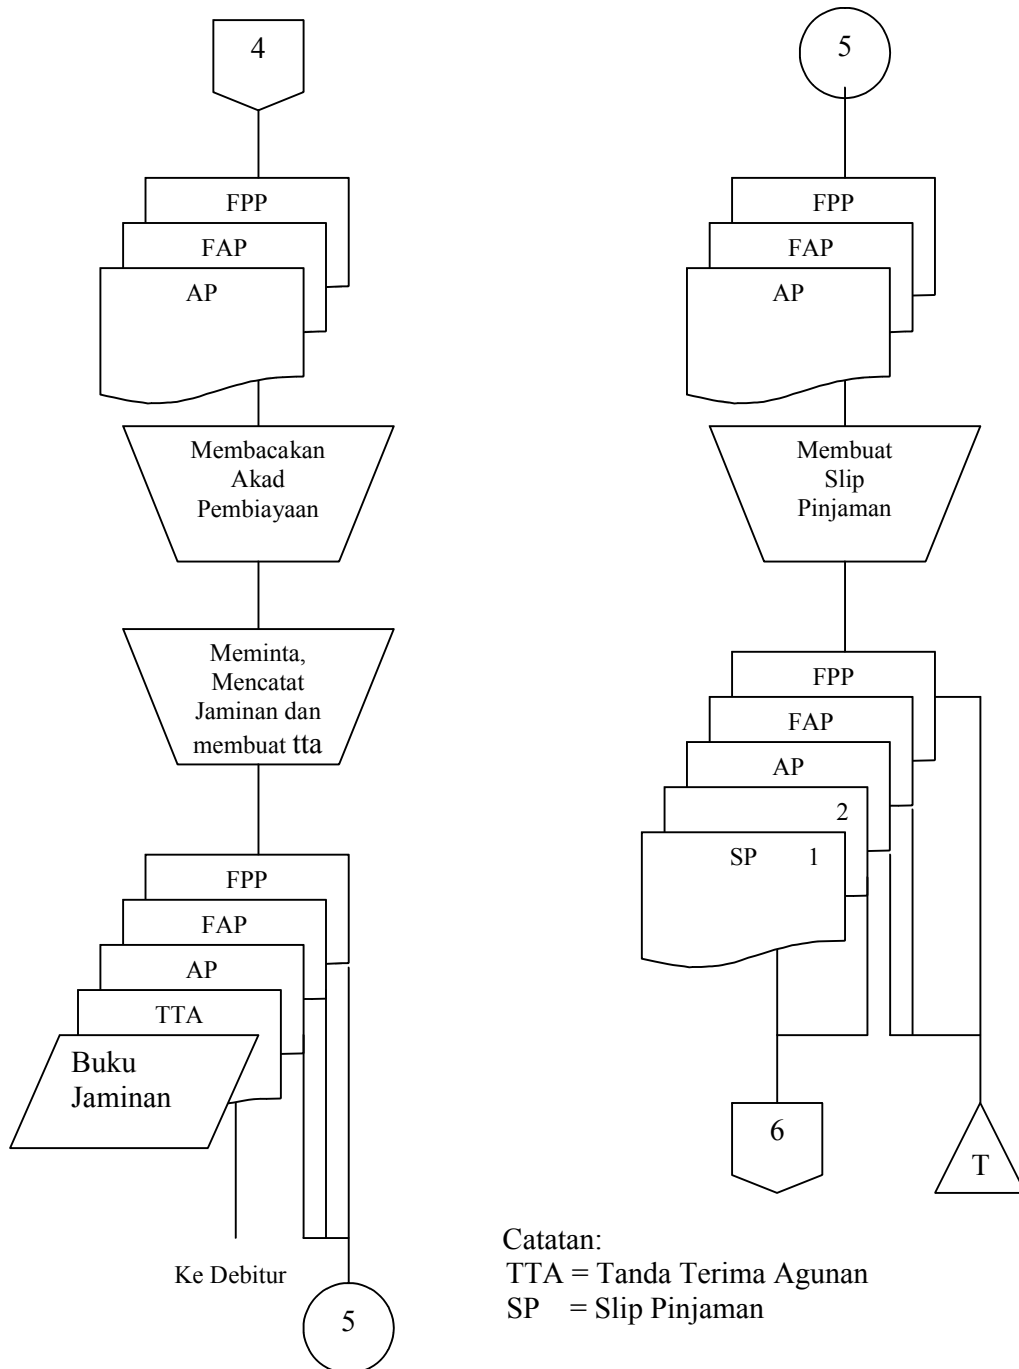 4
FPP
FAP
AP
Membacakan
Akad
Pembiayaan
Meminta,
Mencatat
Jaminan dan
membuat tta
FPP
FAP
AP
TTA
Buku
Jaminan
Ke Debitur
5
5
FPP
FAP
AP
Membuat
Slip
Pinjaman
FPP
FAP
AP
2
SP 1
6
T
Catatan:
TTA = Tanda Terima Agunan
SP = Slip Pinjaman